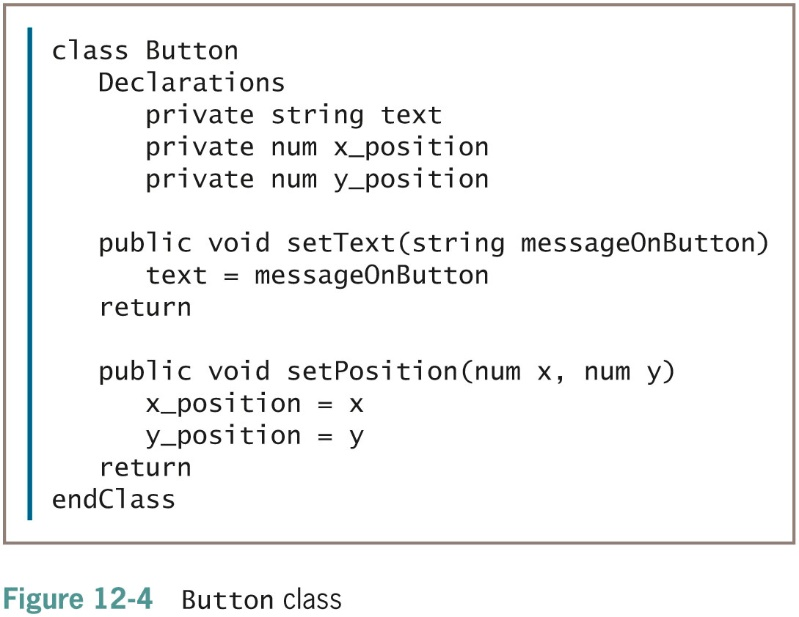 class Button
Declarations
private string text
private num x_position
private num y_position
public void setText(string messageOnButton)
text = messageOnButton
return
public void setPosition(num x, num y)
x_position = x
y_position = y
return
endClass
Figure 12-4 Button class